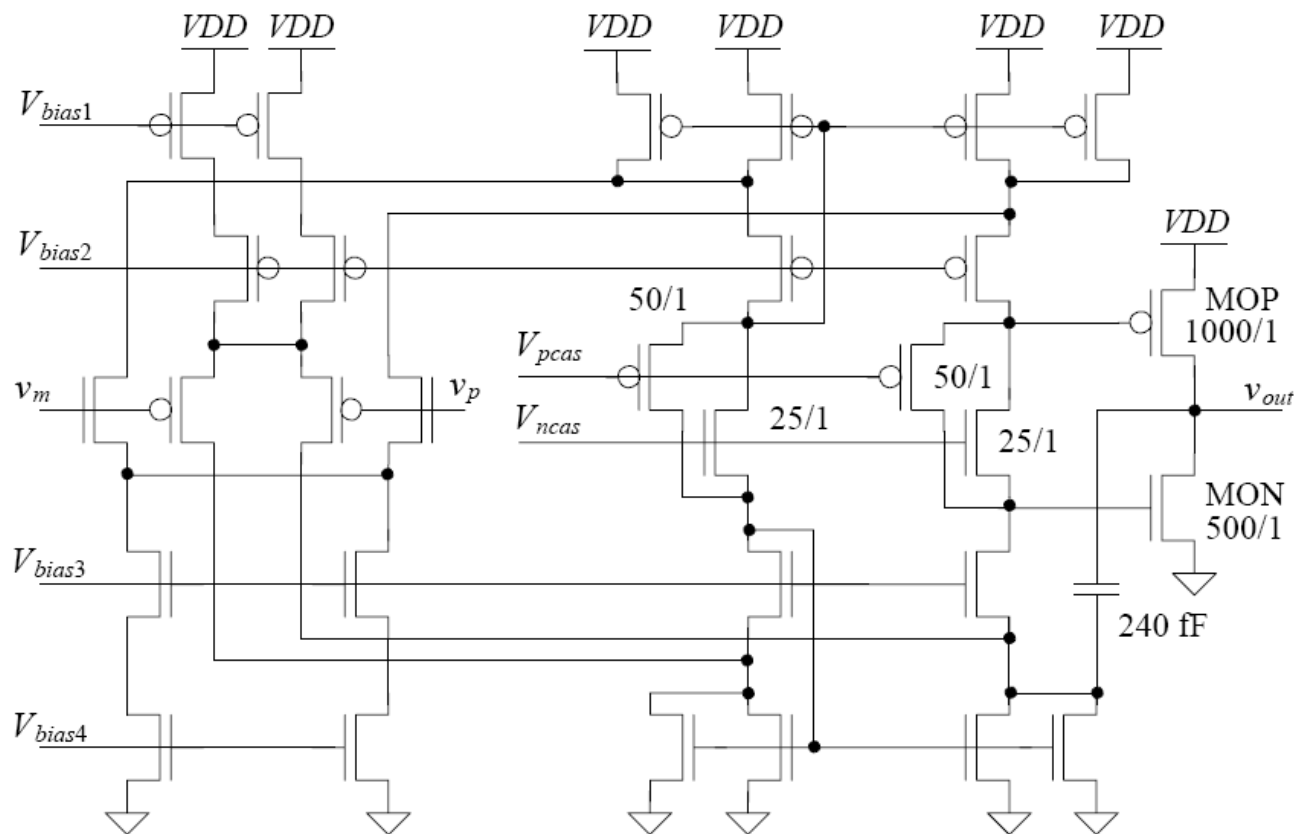 VDD VDD VDD VDD VDD VDD
Vbias1
Vbias2
VDD
50/1
MOP
1000/1
Vpcas
50/1
vm
vp
vout
Vncas
25/1
25/1
MON
500/1
Vbias3
240 fF
Vbias4